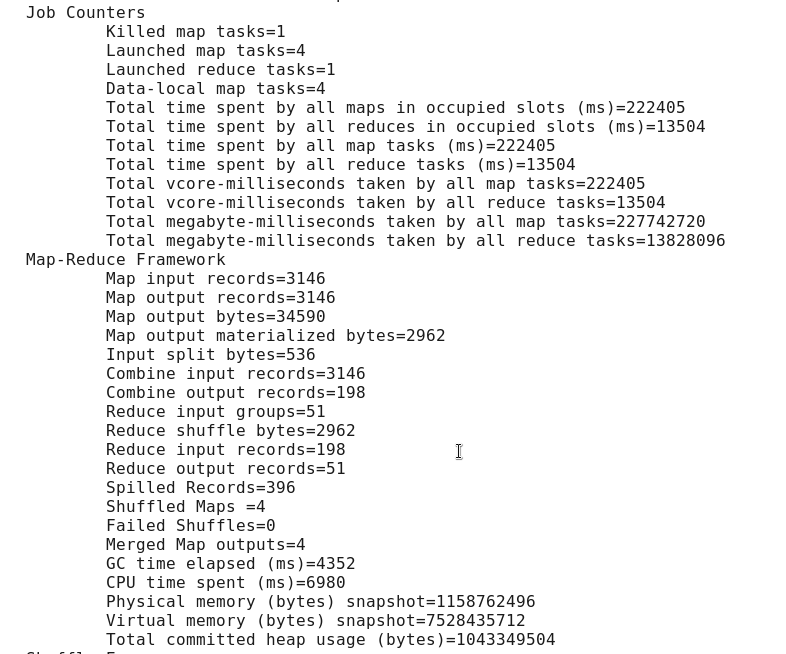 Job Counters
Killed map tasks=1
Launched map tasks=4
Launched reduce tasks=1
Data-local map tasks=4
Total time spent by all maps in occupied slots (ms)=222405
Total time spent by all reduces in occupied slots (ms)=13504
Total time spent by all map tasks (ms)=222405
Total time spent by all reduce tasks (ms)=13504
Total vcore-milliseconds taken by all map tasks=222405
Total vcore-milliseconds taken by all reduce tasks=13504
Total megabyte-milliseconds taken by all map tasks=227742720
Total megabyte-milliseconds taken by all reduce tasks=13828096
Map-Reduce Framework
Map input records=3146
Map output records=3146
Map output bytes=34590
Map output materialized bytes=2962
Input split bytes=536
Combine input records=3146
Combine output records=198
Reduce input groups=51
Reduce shuffle bytes=2962
Reduce input records=198
Reduce output records=51
Spilled Records=396
Shuffled Maps =4
Failed Shuffles=0
Merged Map outputs=4
GC time elapsed (ms)=4352
CPU time spent (ms)=6980
Physical memory (bytes) snapshot=1158762496
Virtual memory (bytes) snapshot=7528435712
Total committed heap usage (bytes)=1043349504